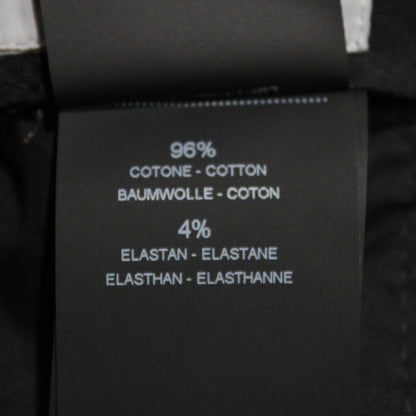 96%
COTONE - COTTON
BAUMWOLLE - COTON
4%
ELASTAN - ELASTANE
ELASTHAN - ELASTHANNE